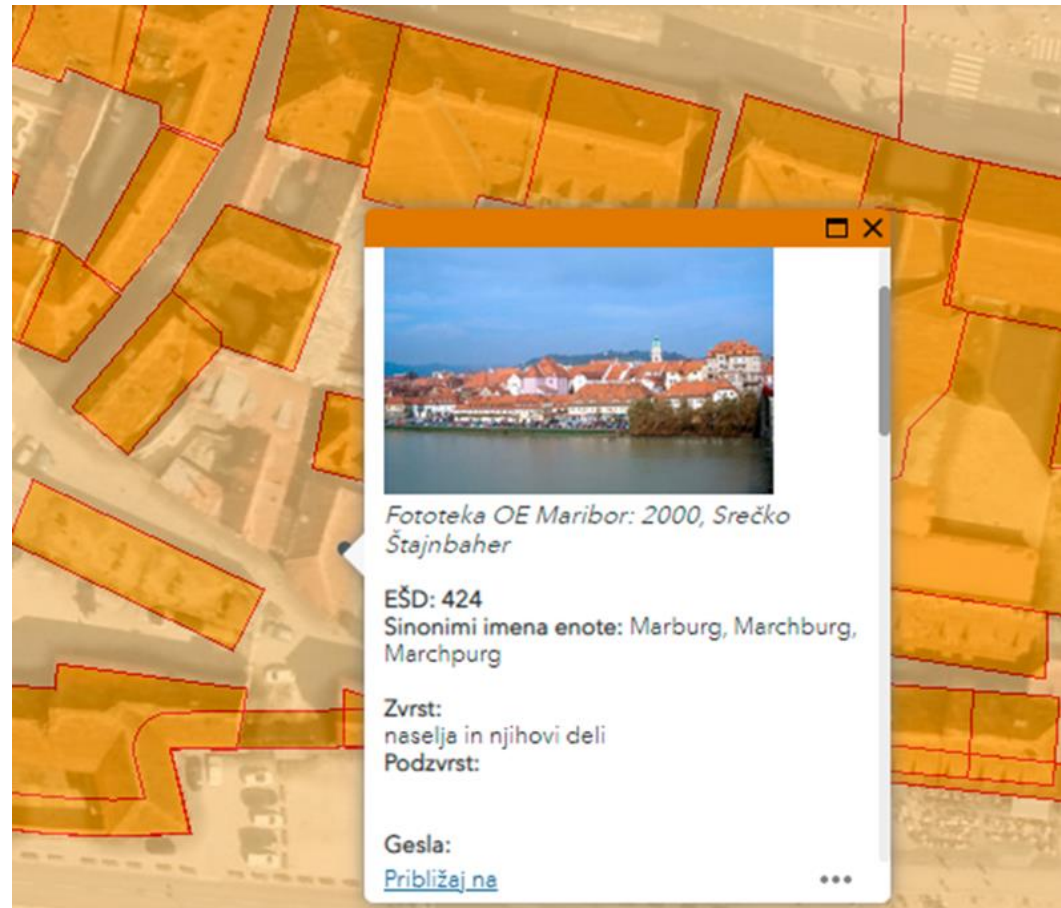 Fototeka OE Maribor: 2000, Srečko
Štajnbaher
EŠD: 424
Sinonimi imena enote: Marburg, Marchburg,
Marchpurg
Zvrst:
naselja in njihovi deli
Podzvrst:
Gesla:
Približaj na